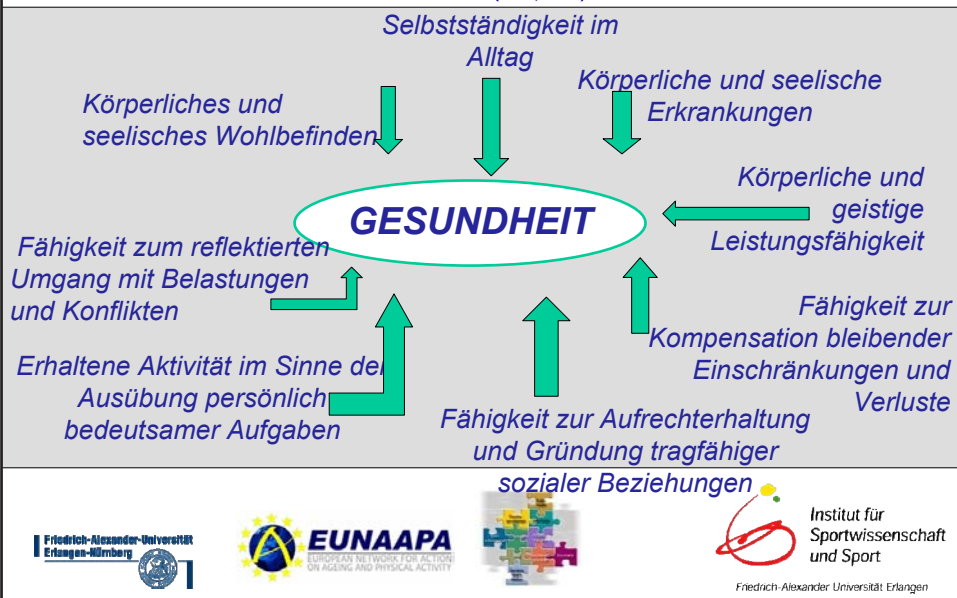 Selbstständigkeit im
Alltag
Körperliches und
seelisches Wohlbefinden
Körperliche und seelische
Erkrankungen
GESUNDHEIT
Körperliche und
geistige
Leistungsfähigkeit
Fähigkeit zum reflektierten
Umgang mit Belastungen
und Konflikten
Fähigkeit zur
Kompensation bleibender
Einschränkungen und
Verluste
Erhaltene Aktivität im Sinne der
Ausübung persönlich
bedeutsamer Aufgaben
Fähigkeit zur Aufrechterhaltung
und Gründung tragfähiger
sozialer Beziehungen
Friedrich-Alexander-Universität
Erlangen-Nürnberg
EUNAAPA
EUROPEAN NETWORK FOR ACTION
ON AGEING AND PHYSICAL ACTIVITY
Institut für
Sportwissenschaft
und Sport
Friedrich-Alexander Universität Erlangen